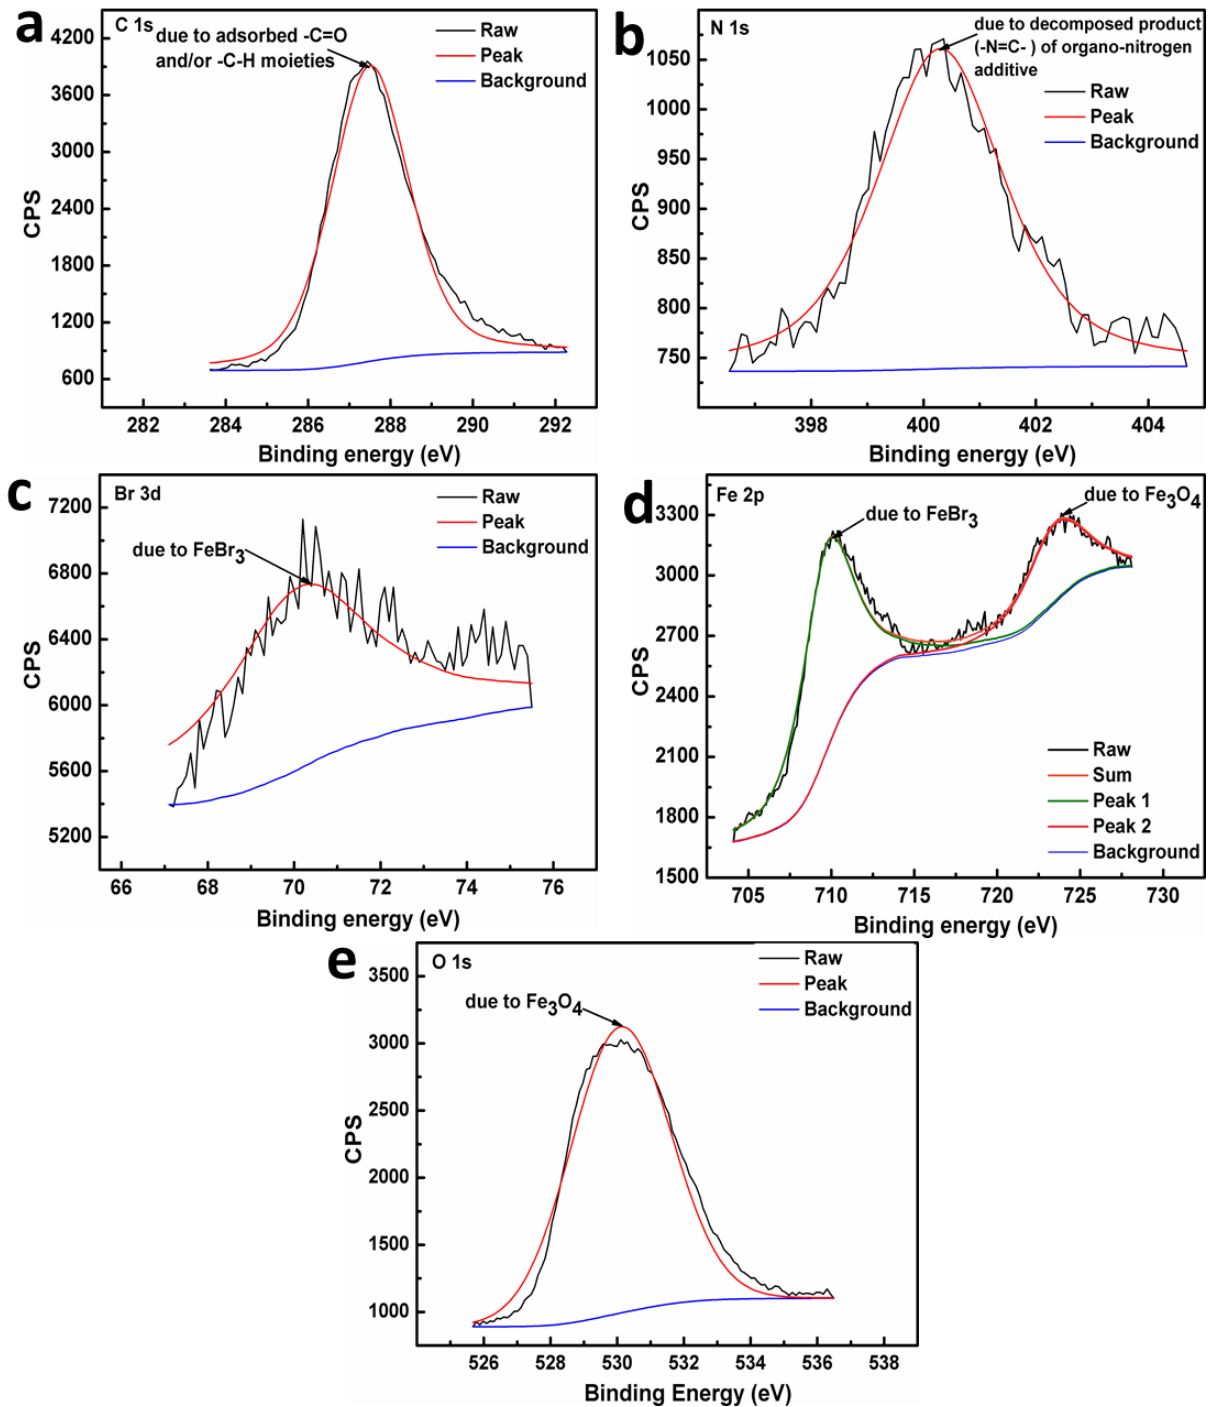 a
C 1s
due to adsorbed -C=O
and/or -C-H moieties
Raw
Peak
Background
4200
3600
3000
2400
1800
1200
600
CPS
282 284 286 288 290 292
Binding energy (eV)
b
N 1s
due to decomposed product
(-N=C- ) of organo-nitrogen
additive
Raw
Peak
Background
1050
1000
950
900
850
800
750
CPS
398 400 402 404
Binding energy (eV)
c
Br 3d
due to FeBr3
Raw
Peak
Background
7200
6800
6400
6000
5600
5200
CPS
66 68 70 72 74 76
Binding energy (eV)
d
Fe 2p
due to FeBr3
due to Fe3O4
Raw
Sum
Peak 1
Peak 2
Background
3300
3000
2700
2400
2100
1800
1500
CPS
705 710 715 720 725 730
Binding energy (eV)
e
O 1s
due to Fe3O4
Raw
Peak
Background
3500
3000
2500
2000
1500
1000
CPS
526 528 530 532 534 536 538
Binding Energy (eV)